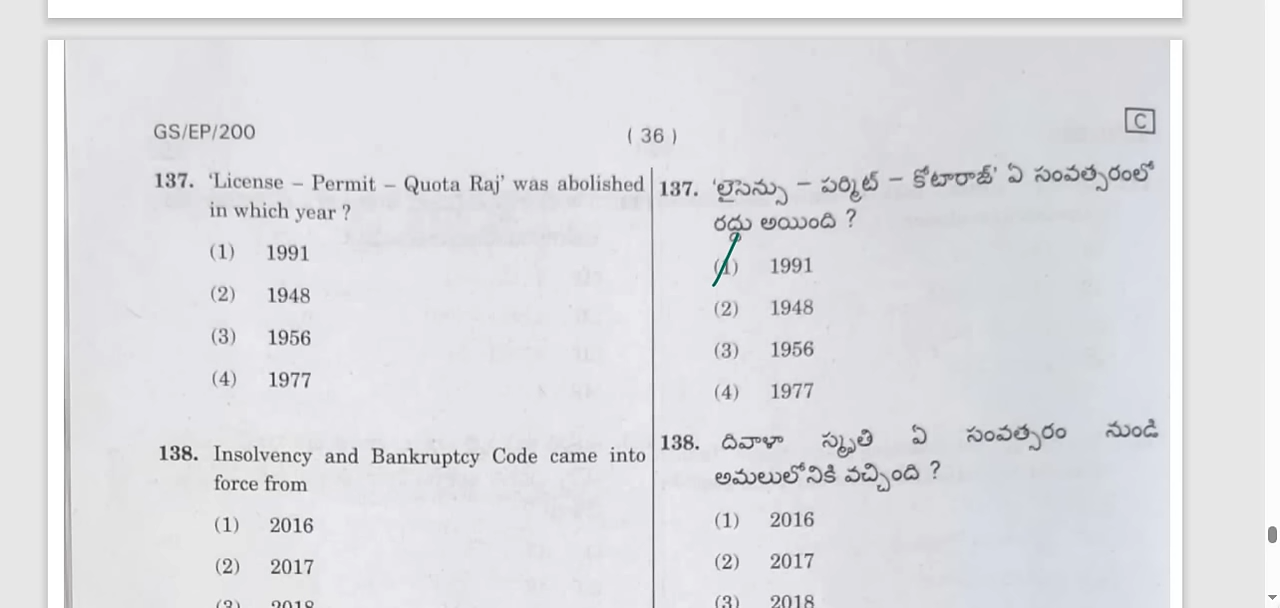 GS/EP/200
( 36 )
C
137. 'License – Permit – Quota Raj' was abolished
in which year ?
(1) 1991
(2) 1948
(3) 1956
(4) 1977
138. Insolvency and Bankruptcy Code came into
force from
(1) 2016
(2) 2017
(3) 2018
137. 'లైసెన్సు – పర్మిట్ – కోటారాజ్' ఏ సంవత్సరంలో
రద్దు అయింది ?
(1) 1991
(2) 1948
(3) 1956
(4) 1977
138. దివాళా స్మృతి ఏ సంవత్సరం నుండి
అమలులోనికి వచ్చింది ?
(1) 2016
(2) 2017
(3) 2018